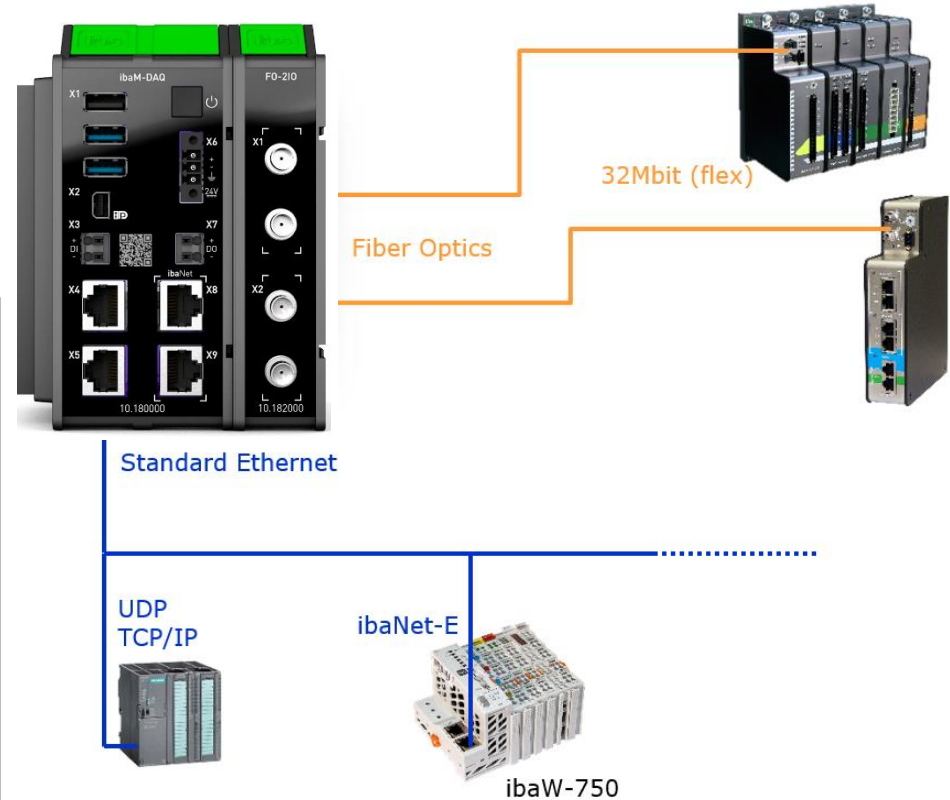 ibaM-DAQ
FO-2IO
X1
X6
X1
24V
X2
X3
X7
DI
DO
ibaNet
X4
X8
X2
X5
X9
10.180000
10.182000
32Mbit (flex)
Fiber Optics
Standard Ethernet
UDP
TCP/IP
ibaNet-E
ibaW-750